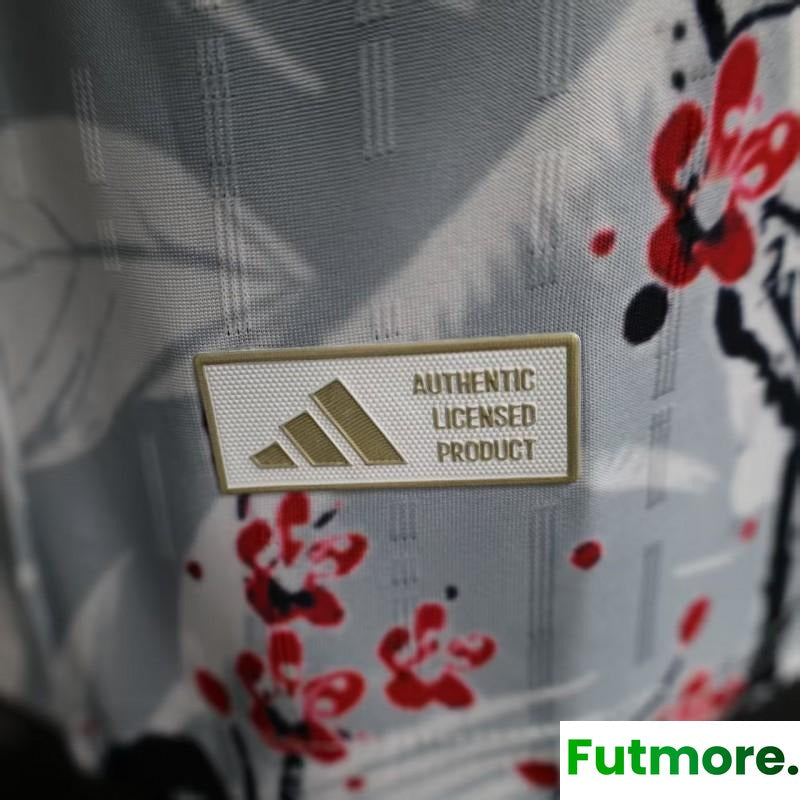 AUTHENTIC
LICENSED
PRODUCT
Futmore.